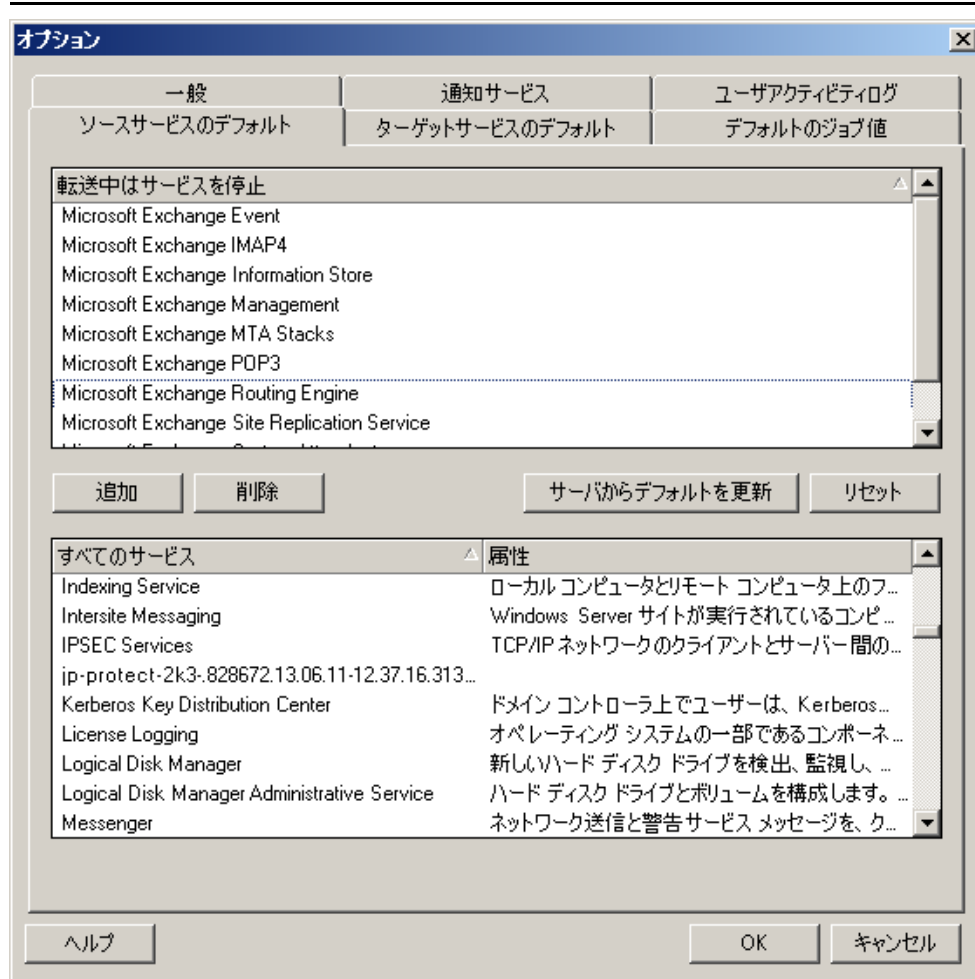 オプション
一般
通知サービス
ユーザアクティビティログ
ソースサービスのデフォルト
ターゲットサービスのデフォルト
デフォルトのジョブ値
転送中はサービスを停止
Microsoft Exchange Event
Microsoft Exchange IMAP4
Microsoft Exchange Information Store
Microsoft Exchange Management
Microsoft Exchange MTA Stacks
Microsoft Exchange POP3
Microsoft Exchange Routing Engine
Microsoft Exchange Site Replication Service
追加
削除
サーバからデフォルトを更新
リセット
すべてのサービス 属性
Indexing Service ローカル コンピュータとリモート コンピュータ上のフ...
Intersite Messaging Windows Server サイトが実行されているコンピ...
IPSEC Services TCP/IP ネットワークのクライアントとサーバー間の...
jp-protect-2k3-.828672.13.06.11-12.37.16.313...
Kerberos Key Distribution Center ドメイン コントローラ上でユーザーは、Kerberos...
License Logging オペレーティング システムの一部であるコンポーネ...
Logical Disk Manager 新しいハード ディスク ドライブを検出、監視し、...
Logical Disk Manager Administrative Service ハード ディスク ドライブとボリュームを構成します。...
Messenger ネットワーク送信と警告サービス メッセージを、ク...
ヘルプ
OK
キャンセル